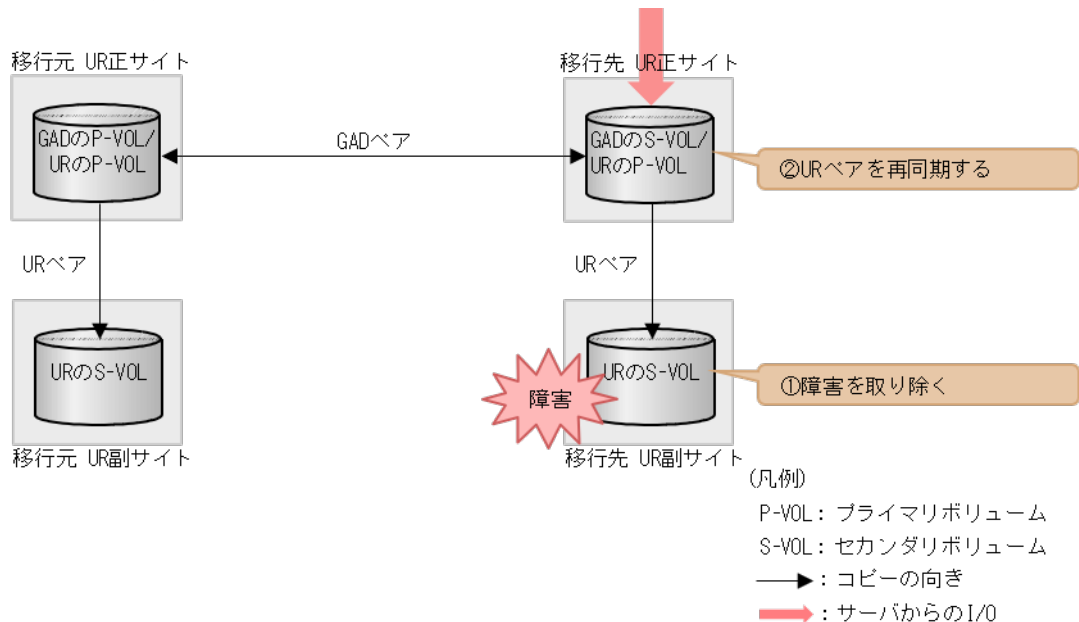 移行元 UR正サイト
移行先 UR正サイト
GADのP-VOL/
URのP-VOL
GADペア
GADのS-VOL/
URのP-VOL
②URペアを再同期する
URペア
URペア
URのS-VOL
障害
URのS-VOL
①障害を取り除く
移行元 UR副サイト
移行先 UR副サイト
(凡例)
P-VOL: プライマリボリューム
S-VOL: セカンダリボリューム
: コピーの向き
: サーバからのI/O